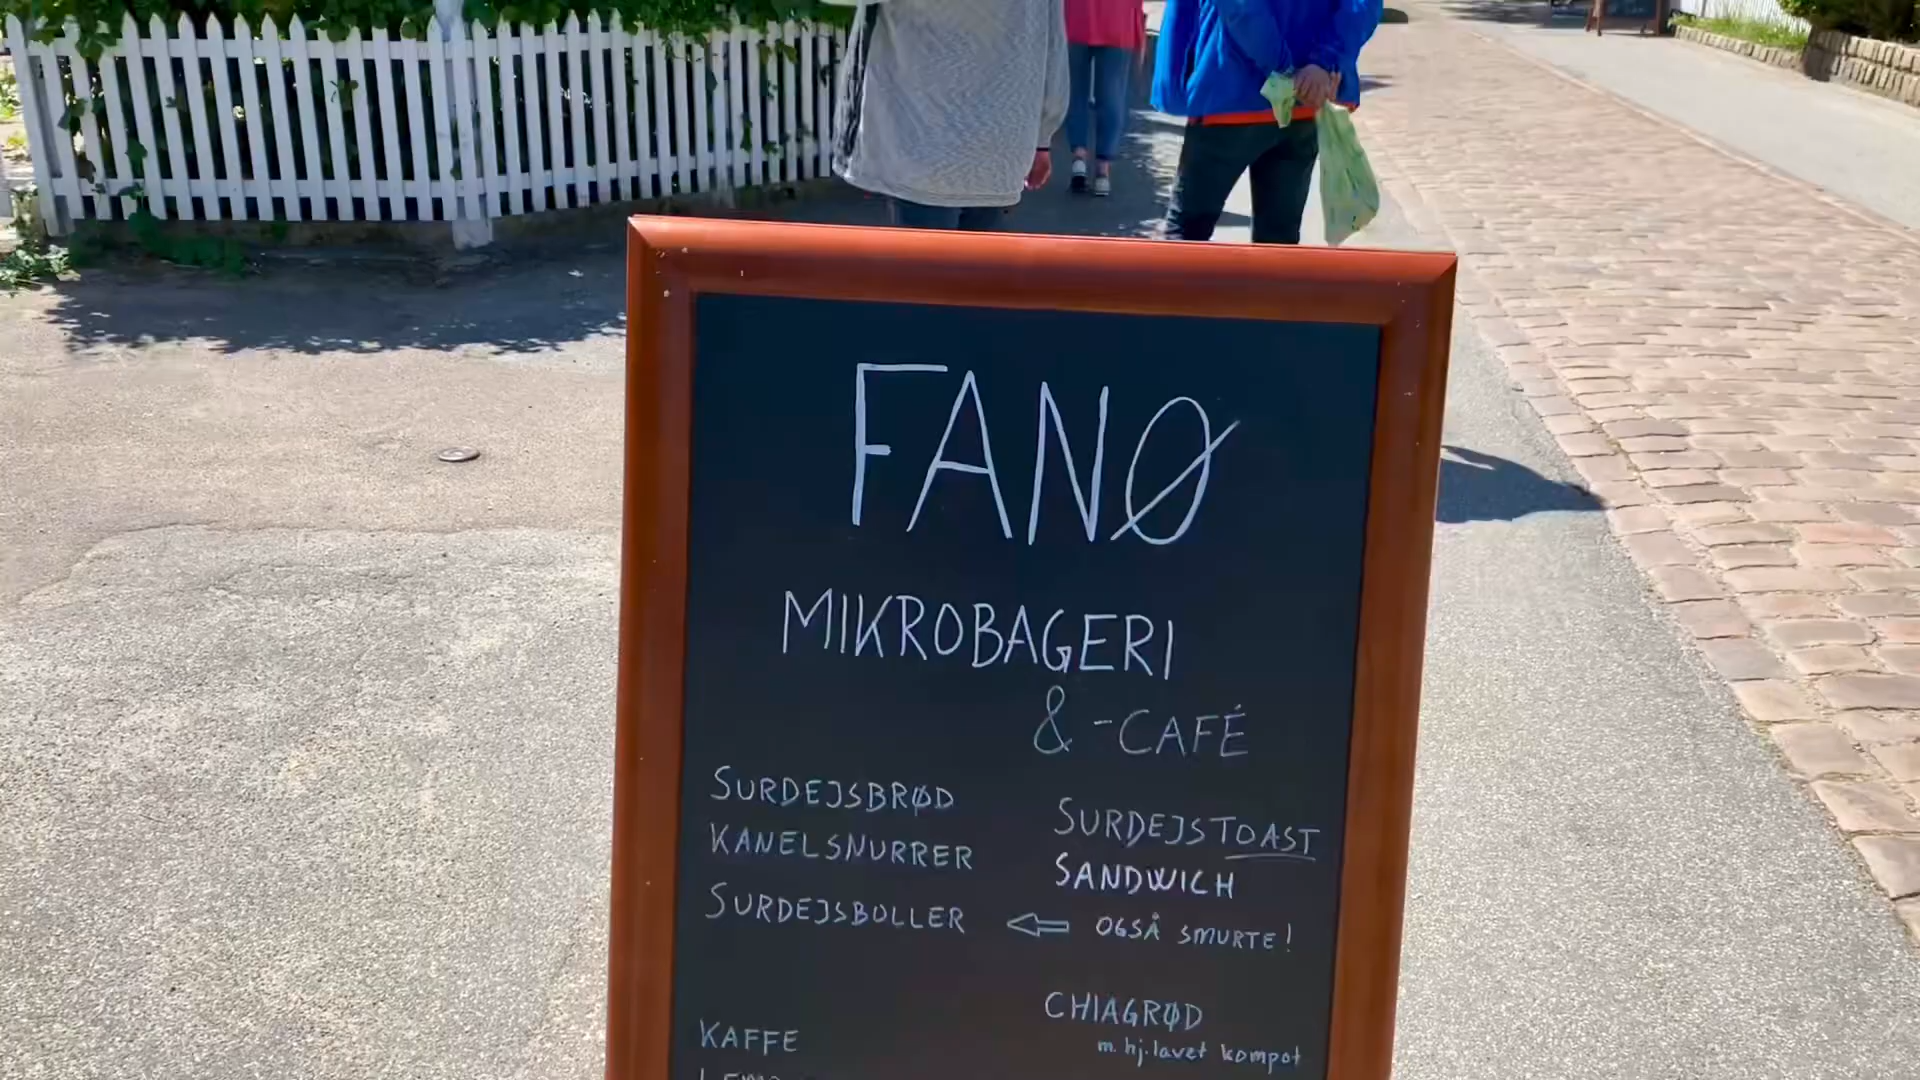 FANØ
MIKROBAGERI
& -CAFÉ
SURDEJSBRØD
KANELSNURRER
SURDEJSBOLLER
SURDEJSTOAST
SANDWICH
⇐ OGSÅ SMURTE!
CHIAGRØD
m. hj.lavet kompot
KAFFE